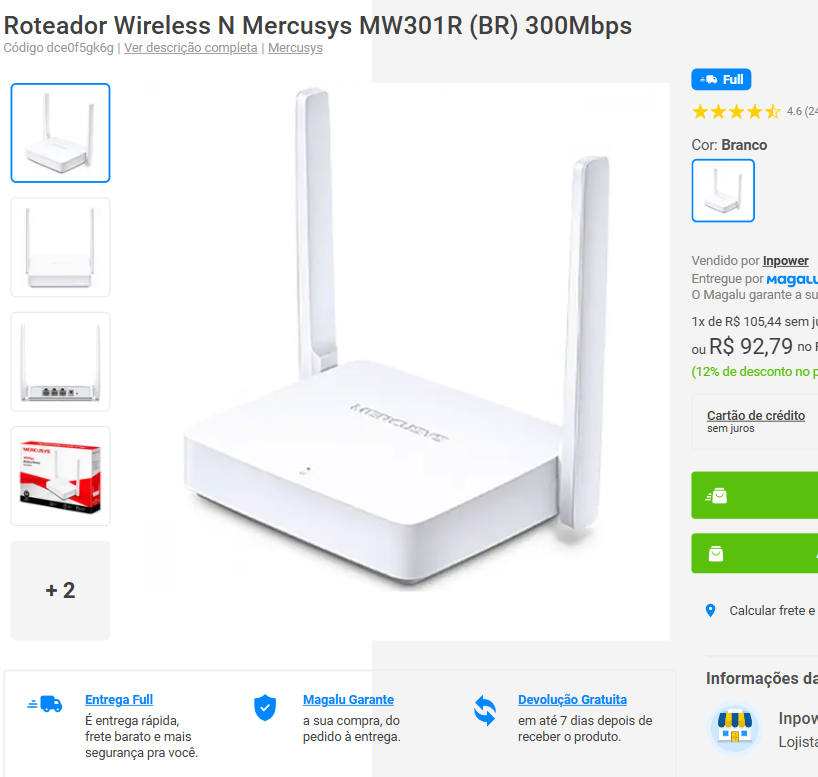 Roteador Wireless N Mercusys MW301R (BR) 300Mbps
Código dce0f5gk6g | Ver descrição completa | Mercusys
MERCUSYS
MERCUSYS
+ 2
Full
4.6 (24
Cor: Branco
Vendido por Inpower
Entregue por Magalu
O Magalu garante a su
1x de R$ 105,44 sem ju
ou R$ 92,79 no
(12% de desconto no p
Cartão de crédito
sem juros
Calcular frete e
Informações da
Inpow
Lojista
Entrega Full
É entrega rápida,
frete barato e mais
segurança pra você.
Magalu Garante
a sua compra, do
pedido à entrega.
Devolução Gratuita
em até 7 dias depois de
receber o produto.